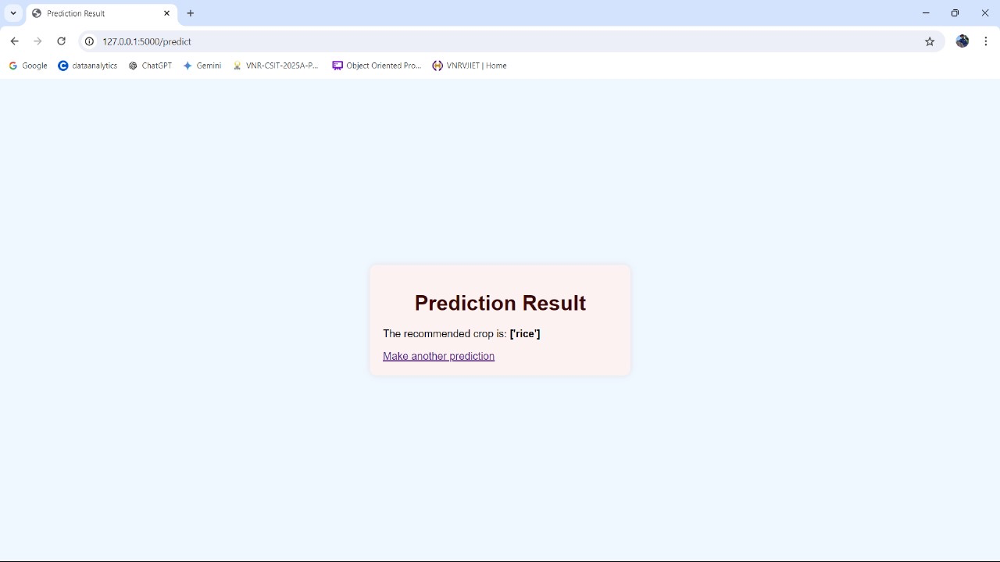 Prediction Result
127.0.0.1:5000/predict
Google dataanalytics ChatGPT Gemini VNR-CSIT-2025A-P... Object Oriented Pro... VNRVJIET | Home
Prediction Result
The recommended crop is: ['rice']
Make another prediction